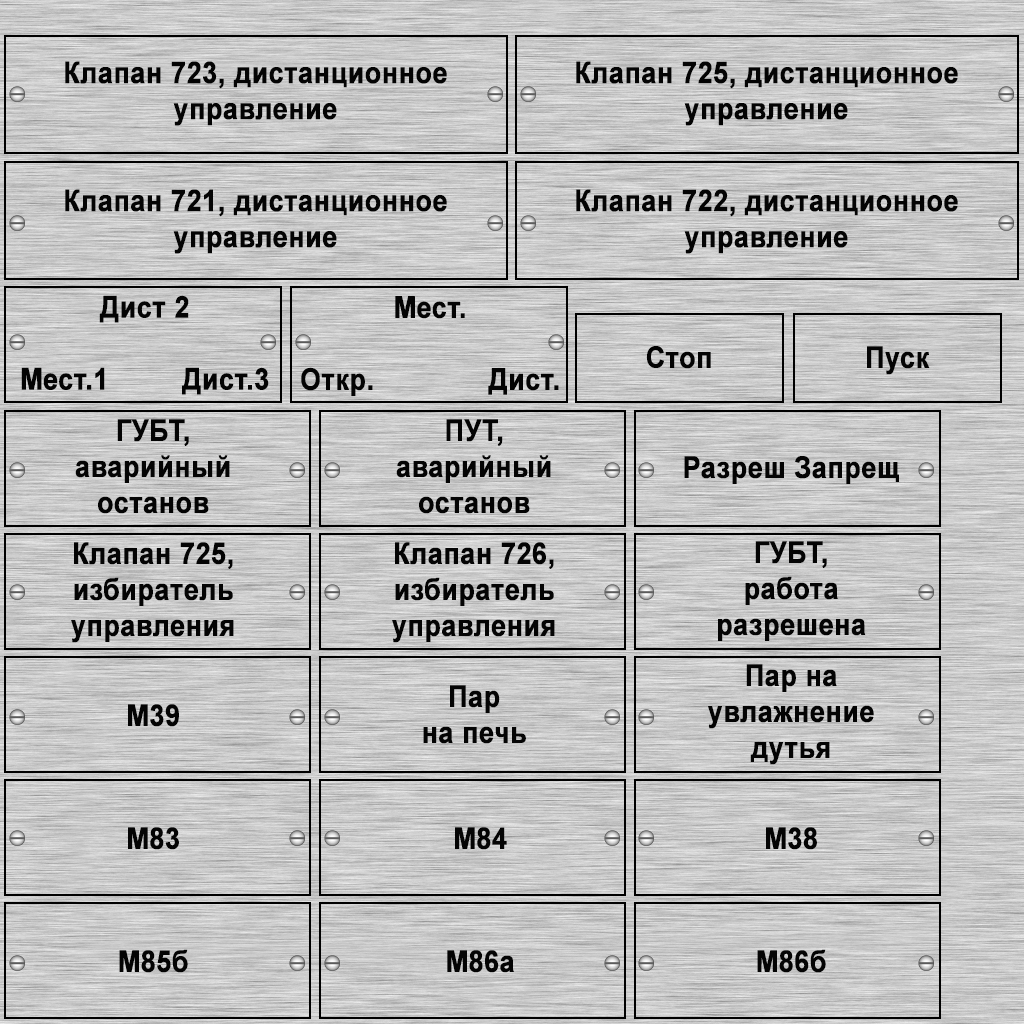 Клапан 723, дистанционное
управление
Клапан 725, дистанционное
управление
Клапан 721, дистанционное
управление
Клапан 722, дистанционное
управление
Дист 2
Мест.1 Дист.3
Мест.
Откр. Дист.
Стоп
Пуск
ГУБТ,
аварийный
останов
ПУТ,
аварийный
останов
Разреш Запрещ
Клапан 725,
избиратель
управления
Клапан 726,
избиратель
управления
ГУБТ,
работа
разрешена
М39
Пар
на печь
Пар на
увлажнение
дутья
М83
М84
М38
М85б
М86а
М86б